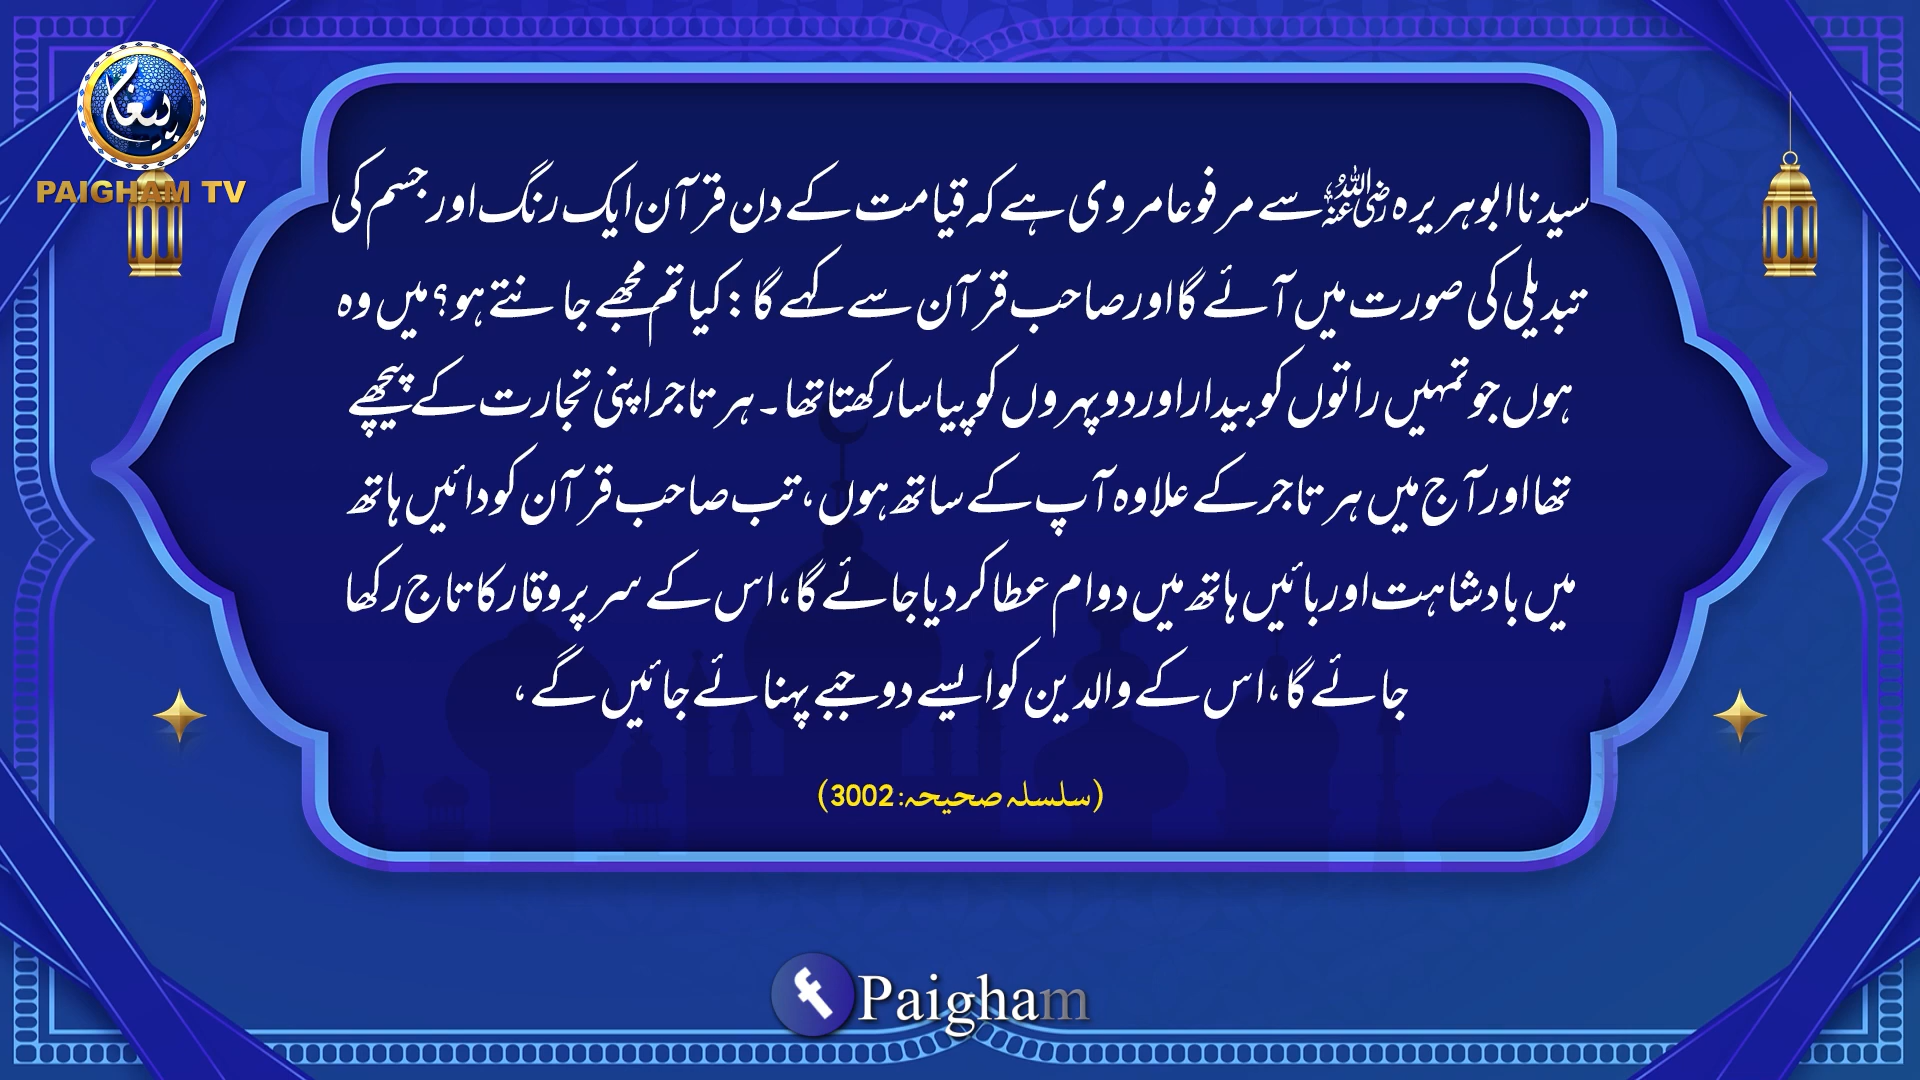 پیغام
PAIGHAM TV
سیدنا ابوہریرہ رضی اللہ عنہ سے مرفوعا مروی ہے کہ قیامت کے دن قرآن ایک رنگ اور جسم کی
تبدیلی کی صورت میں آئے گا اور صاحب قرآن سے کہے گا : کیا تم مجھے جانتے ہو؟ میں وہ
ہوں جو تمہیں راتوں کو بیدار اور دوپہروں کو پیاسا رکھتا تھا۔ ہر تاجر اپنی تجارت کے پیچھے
تھا اور آج میں ہر تاجر کے علاوہ آپ کے ساتھ ہوں، تب صاحب قرآن کو دائیں ہاتھ
میں بادشاہت اور بائیں ہاتھ میں دوام عطا کر دیا جائے گا، اس کے سر پر وقار کا تاج رکھا
جائے گا، اس کے والدین کو ایسے دو جبے پہنائے جائیں گے ،
(سلسلہ صحیحہ: 3002)
f Paigham